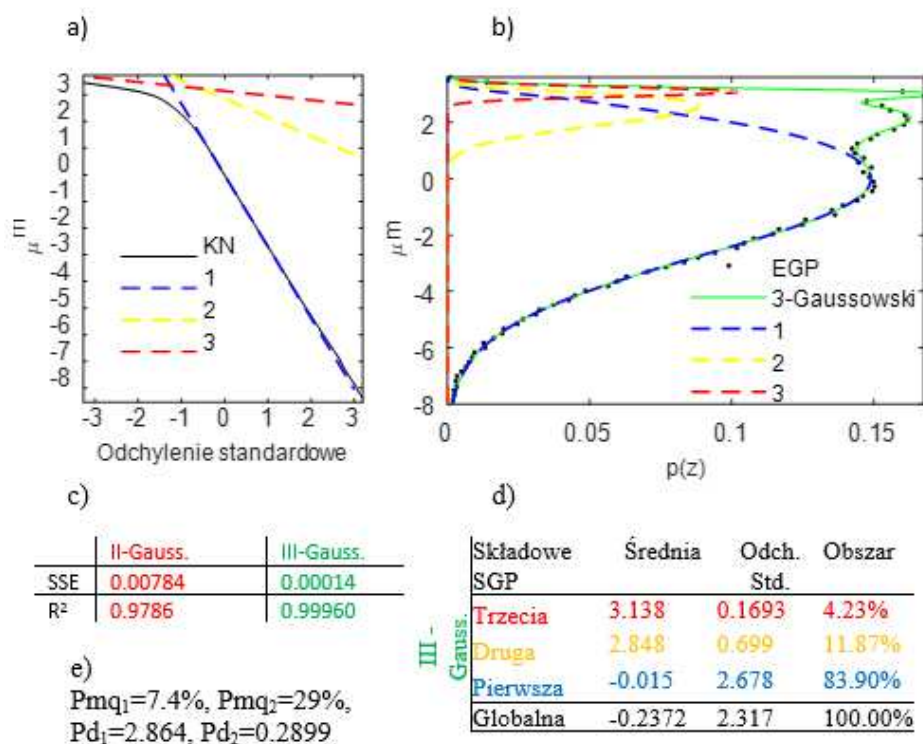 a)
3
2
1
0
-1
-2
-3
-4
-5
-6
-7
-8
μm
KN
1
2
3
-3 -2 -1 0 1 2 3
Odchylenie standardowe
b)
2
0
-2
-4
-6
-8
μm
EGP
3-Gaussowski
1
2
3
0 0.05 0.1 0.15
p(z)
c)
II-Gauss. III-Gauss.
SSE 0.00784 0.00014
R² 0.9786 0.99960
d)
Składowe Średnia Odch. Obszar
SGP Std.
III - Gauss.
Trzecia 3.138 0.1693 4.23%
Druga 2.848 0.699 11.87%
Pierwsza -0.015 2.678 83.90%
Globalna -0.2372 2.317 100.00%
e)
Pmq₁=7.4%, Pmq₂=29%,
Pd₁=2.864, Pd₂=0.2899